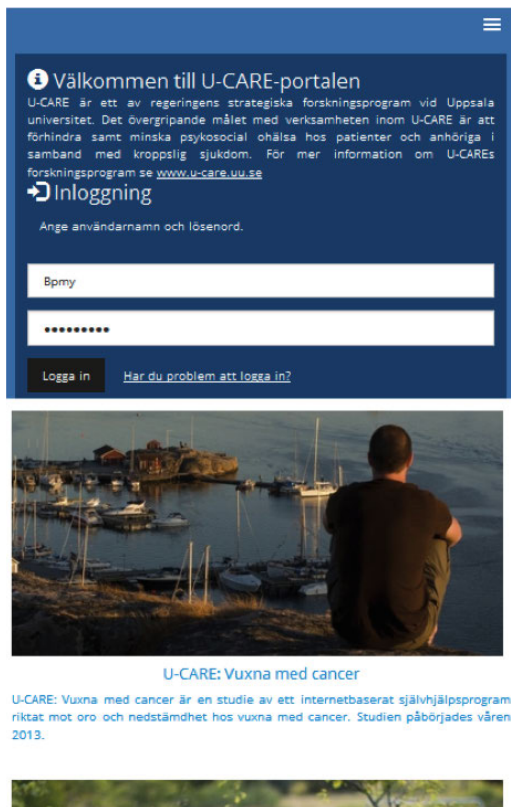 Välkommen till U-CARE-portalen
U-CARE är ett av regeringens strategiska forskningsprogram vid Uppsala
universitet. Det övergripande målet med verksamheten inom U-CARE är att
förhindra samt minska psykosocial ohälsa hos patienter och anhöriga i
samband med kroppslig sjukdom. För mer information om U-CAREs
forskningsprogram se www.u-care.uu.se
Inloggning
Ange användarnamn och lösenord.
Bpmy
•••••••••
Logga in Har du problem att logga in?
U-CARE: Vuxna med cancer
U-CARE: Vuxna med cancer är en studie av ett internetbaserat självhjälpsprogram
riktat mot oro och nedstämdhet hos vuxna med cancer. Studien påbörjades våren
2013.